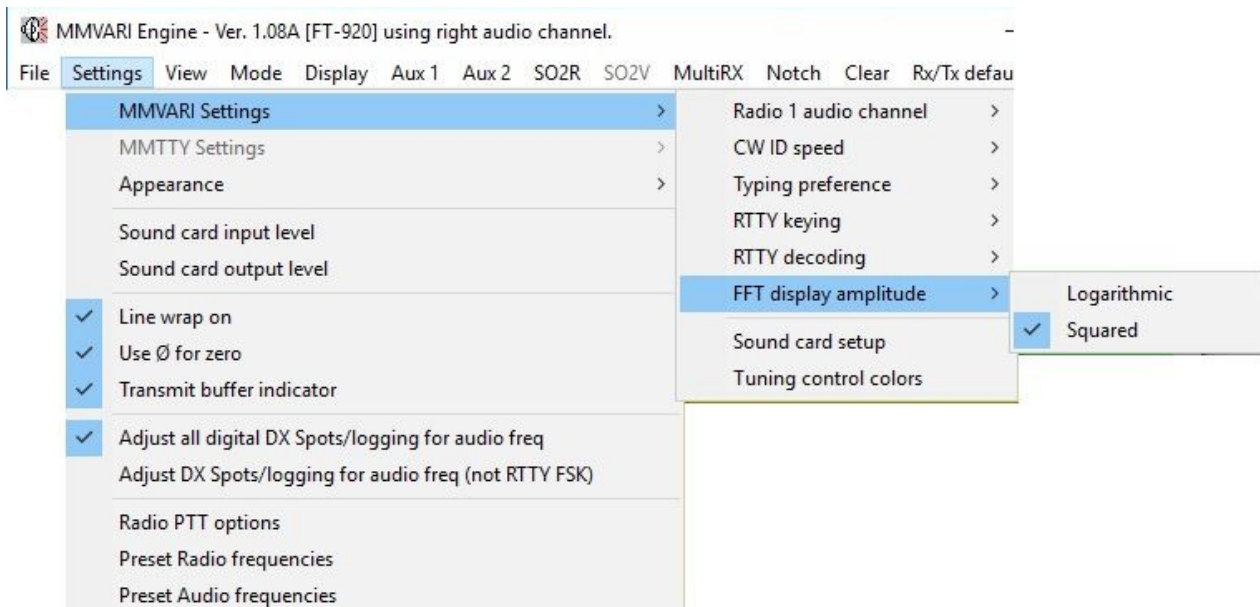 MMVARI Engine - Ver. 1.08A [FT-920] using right audio channel.
File Settings View Mode Display Aux 1 Aux 2 SO2R SO2V MultiRX Notch Clear Rx/Tx defau
MMVARI Settings
MMTTY Settings
Appearance
Sound card input level
Sound card output level
Line wrap on
Use Ø for zero
Transmit buffer indicator
Adjust all digital DX Spots/logging for audio freq
Adjust DX Spots/logging for audio freq (not RTTY FSK)
Radio PTT options
Preset Radio frequencies
Preset Audio frequencies
Radio 1 audio channel
CW ID speed
Typing preference
RTTY keying
RTTY decoding
FFT display amplitude
Sound card setup
Tuning control colors
Logarithmic
Squared